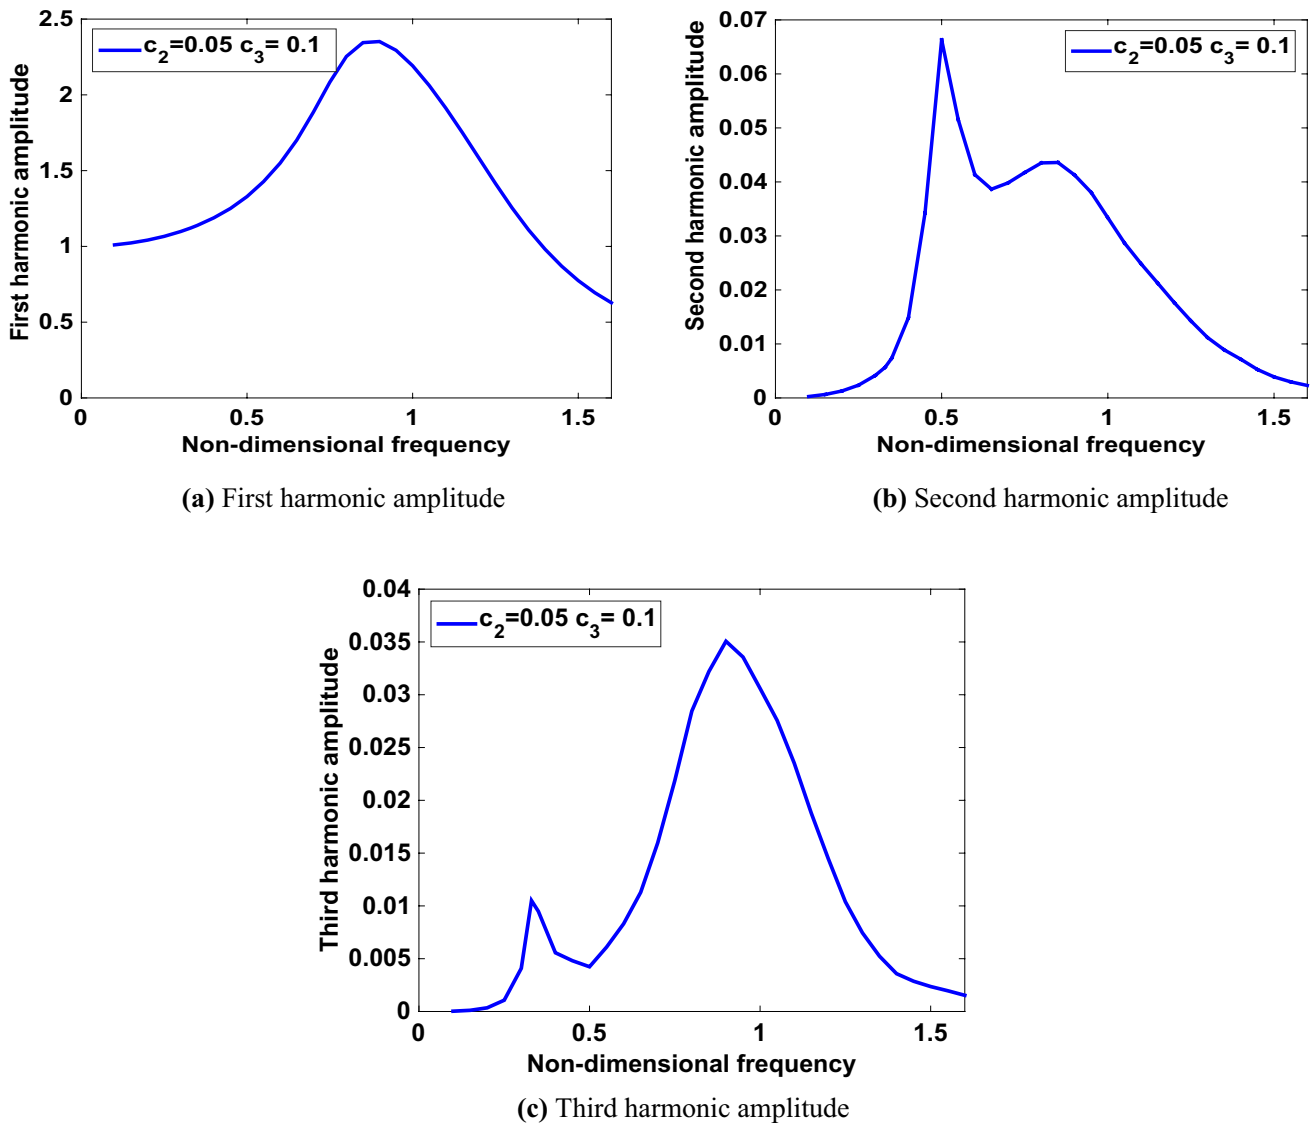 2.5
2
1.5
1
0.5
0
0
0.5
1
1.5
First harmonic amplitude
c2=0.05 c3= 0.1
Non-dimensional frequency
(a) First harmonic amplitude
0.07
0.06
0.05
0.04
0.03
0.02
0.01
0
0
0.5
1
1.5
Second harmonic amplitude
c2=0.05 c3= 0.1
Non-dimensional frequency
(b) Second harmonic amplitude
0.04
0.035
0.03
0.025
0.02
0.015
0.01
0.005
0
0
0.5
1
1.5
Third harmonic amplitude
c2=0.05 c3= 0.1
Non-dimensional frequency
(c) Third harmonic amplitude